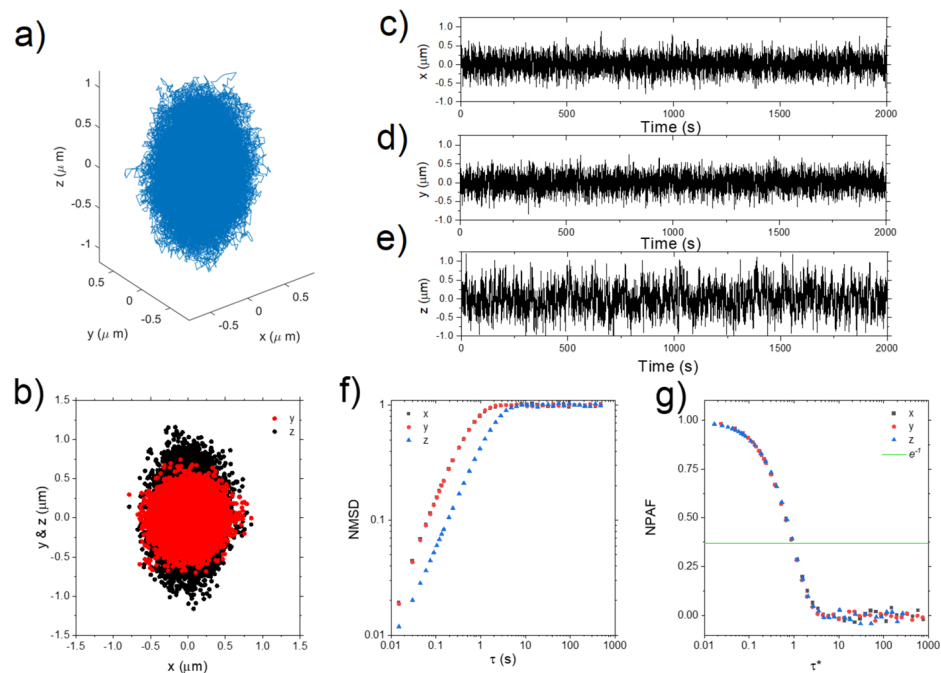 a)
1
0.5
0
-0.5
-1
z (μ m)
0.5
0
-0.5
y (μ m)
-0.5
0
0.5
x (μ m)
c)
1.0
0.5
0.0
-0.5
-1.0
x (μm)
0
500
1000
1500
2000
Time (s)
d)
1.0
0.5
0.0
-0.5
-1.0
y (μm)
0
500
1000
1500
2000
Time (s)
e)
1.0
0.5
0.0
-0.5
-1.0
z (μm)
0
500
1000
1500
2000
Time (s)
b)
1.5
1.0
0.5
0.0
-0.5
-1.0
-1.5
y & z (μm)
y
z
-1.5
-1.0
-0.5
0.0
0.5
1.0
1.5
x (μm)
f)
1
0.1
0.01
NMSD
x
y
z
0.01
0.1
1
10
100
1000
τ (s)
g)
1.00
0.75
0.50
0.25
0.00
NPAF
x
y
z
e⁻¹
0.01
0.1
1
10
100
1000
τ*